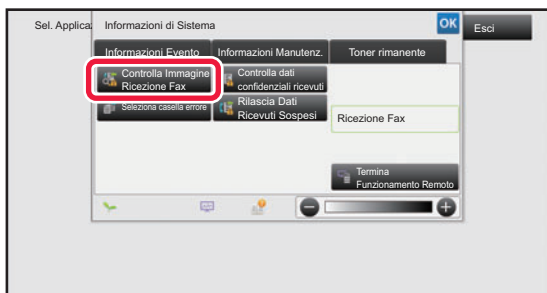 Sel. Applica
Informazioni di Sistema
OK
Esci
Informazioni Evento
Informazioni Manutenz.
Toner rimanente
Controlla Immagine
Ricezione Fax
Controlla dati
confidenziali ricevuti
Seleziona casella errore
Rilascia Dati
Ricevuti Sospesi
Ricezione Fax
Termina
Funzionamento Remoto